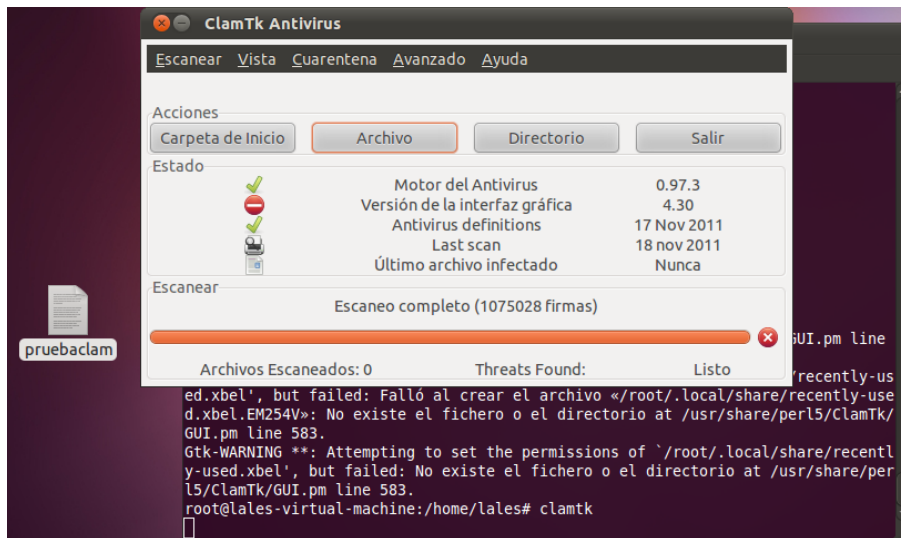 ClamTk Antivirus
Escanear Vista Cuarentena Avanzado Ayuda
Acciones
Carpeta de Inicio Archivo Directorio Salir
Estado
Motor del Antivirus 0.97.3
Versión de la interfaz gráfica 4.30
Antivirus definitions 17 Nov 2011
Last scan 18 nov 2011
Último archivo infectado Nunca
Escanear
Escaneo completo (1075028 firmas)
Archivos Escaneados: 0 Threats Found: Listo
pruebaclam
GUI.pm line
/recently-us
ed.xbel', but failed: Falló al crear el archivo «/root/.local/share/recently-use
d.xbel.EM254V»: No existe el fichero o el directorio at /usr/share/perl5/ClamTk/
GUI.pm line 583.
Gtk-WARNING **: Attempting to set the permissions of `/root/.local/share/recentl
y-used.xbel', but failed: No existe el fichero o el directorio at /usr/share/per
l5/ClamTk/GUI.pm line 583.
root@lales-virtual-machine:/home/lales# clamtk